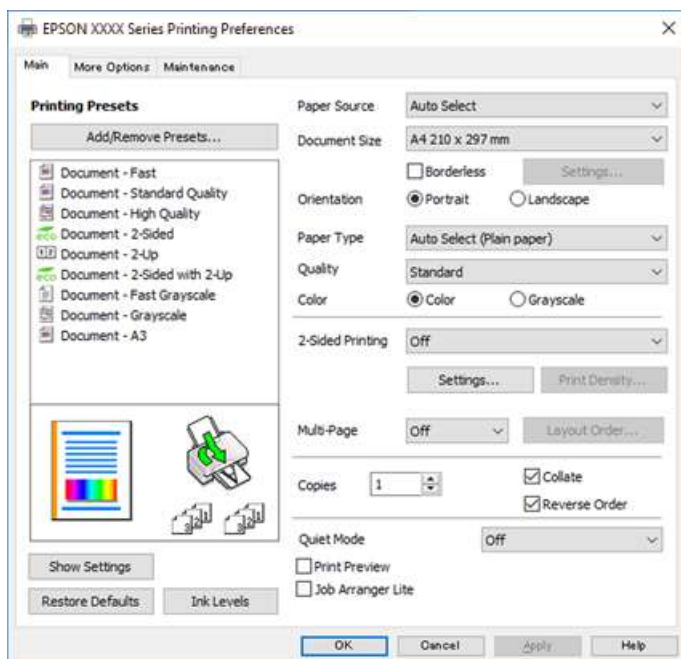 EPSON XXXX Series Printing Preferences
Main More Options Maintenance
Printing Presets
Add/Remove Presets...
Document - Fast
Document - Standard Quality
Document - High Quality
Document - 2-Sided
Document - 2-Up
Document - 2-Sided with 2-Up
Document - Fast Grayscale
Document - Grayscale
Document - A3
Show Settings
Restore Defaults Ink Levels
Paper Source Auto Select
Document Size A4 210 x 297 mm
Borderless Settings...
Orientation Portrait Landscape
Paper Type Auto Select (Plain paper)
Quality Standard
Color Color Grayscale
2-Sided Printing Off
Settings... Print Density...
Multi-Page Off Layout Order...
Copies 1 Collate
Reverse Order
Quiet Mode Off
Print Preview
Job Arranger Lite
OK Cancel Apply Help